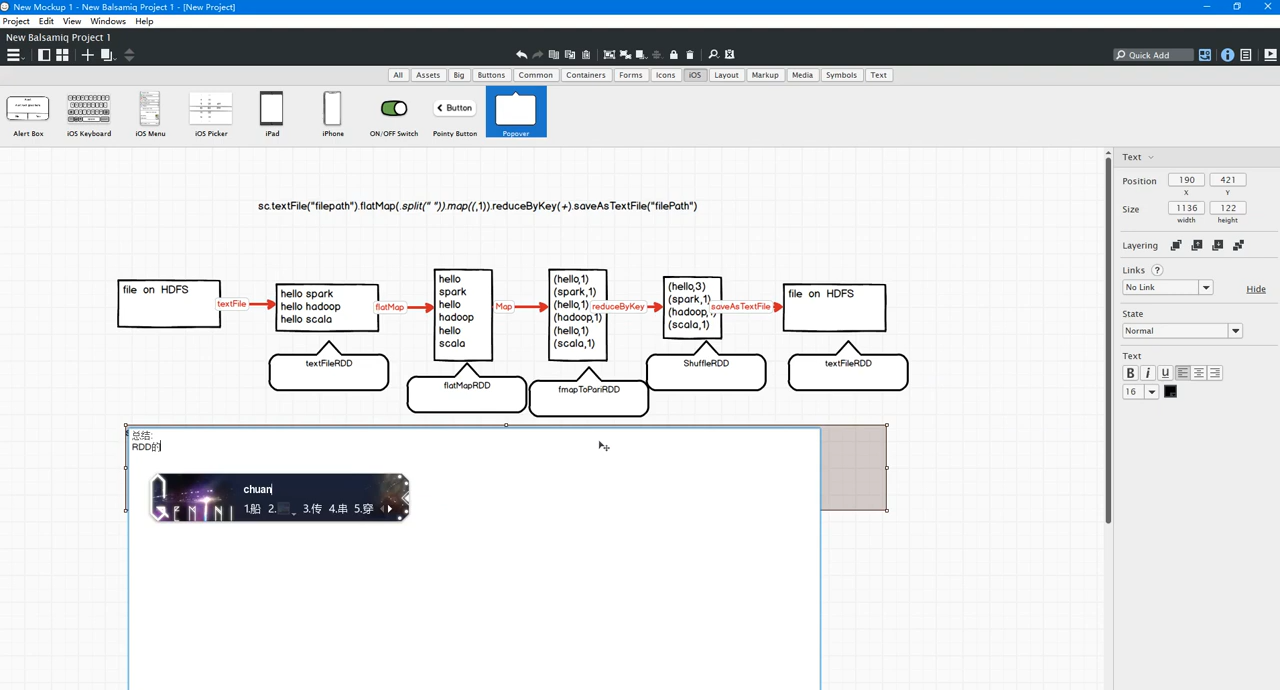 New Mockup 1 - Balsamiq Project 1 - [New Project]
Project Edit View Windows Help
New Balsamiq Project 1
Quick Add
All Assets Big Buttons Common Containers Forms Icons iOS Layout Markup Media Symbols Text
Button
Alert Box iOS Keyboard iOS Menu iOS Picker iPad iPhone ON/OFF Switch Pointy Button Popover
sc.textFile("filepath").flatMap(.split(" ")).map((,1)).reduceByKey(+).saveAsTextFile("filePath")
file on HDFS
textFile
hello spark
hello hadoop
hello scala
flatMap
hello
spark
hello
hadoop
hello
scala
Map
(hello,1)
(spark,1)
(hello,1)
(hadoop,1)
(hello,1)
(scala,1)
reduceByKey
(hello,3)
(spark,1)
(hadoop,1)
(scala,1)
saveAsTextFile
file on HDFS
textFileRDD
flatMapRDD
fmapToPariRDD
ShuffleRDD
textFileRDD
总结:
RDD的
chuan
1.船 2. 3.传 4.串 5.穿
Text
Position 190 421
X Y
Size 1136 122
width height
Layering
Links ?
No Link Hide
State
Normal
Text
B i U
16